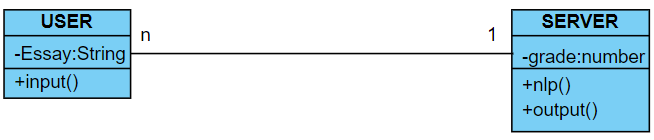 USER
-Essay:String
+input()
n
1
SERVER
-grade:number
+nlp()
+output()